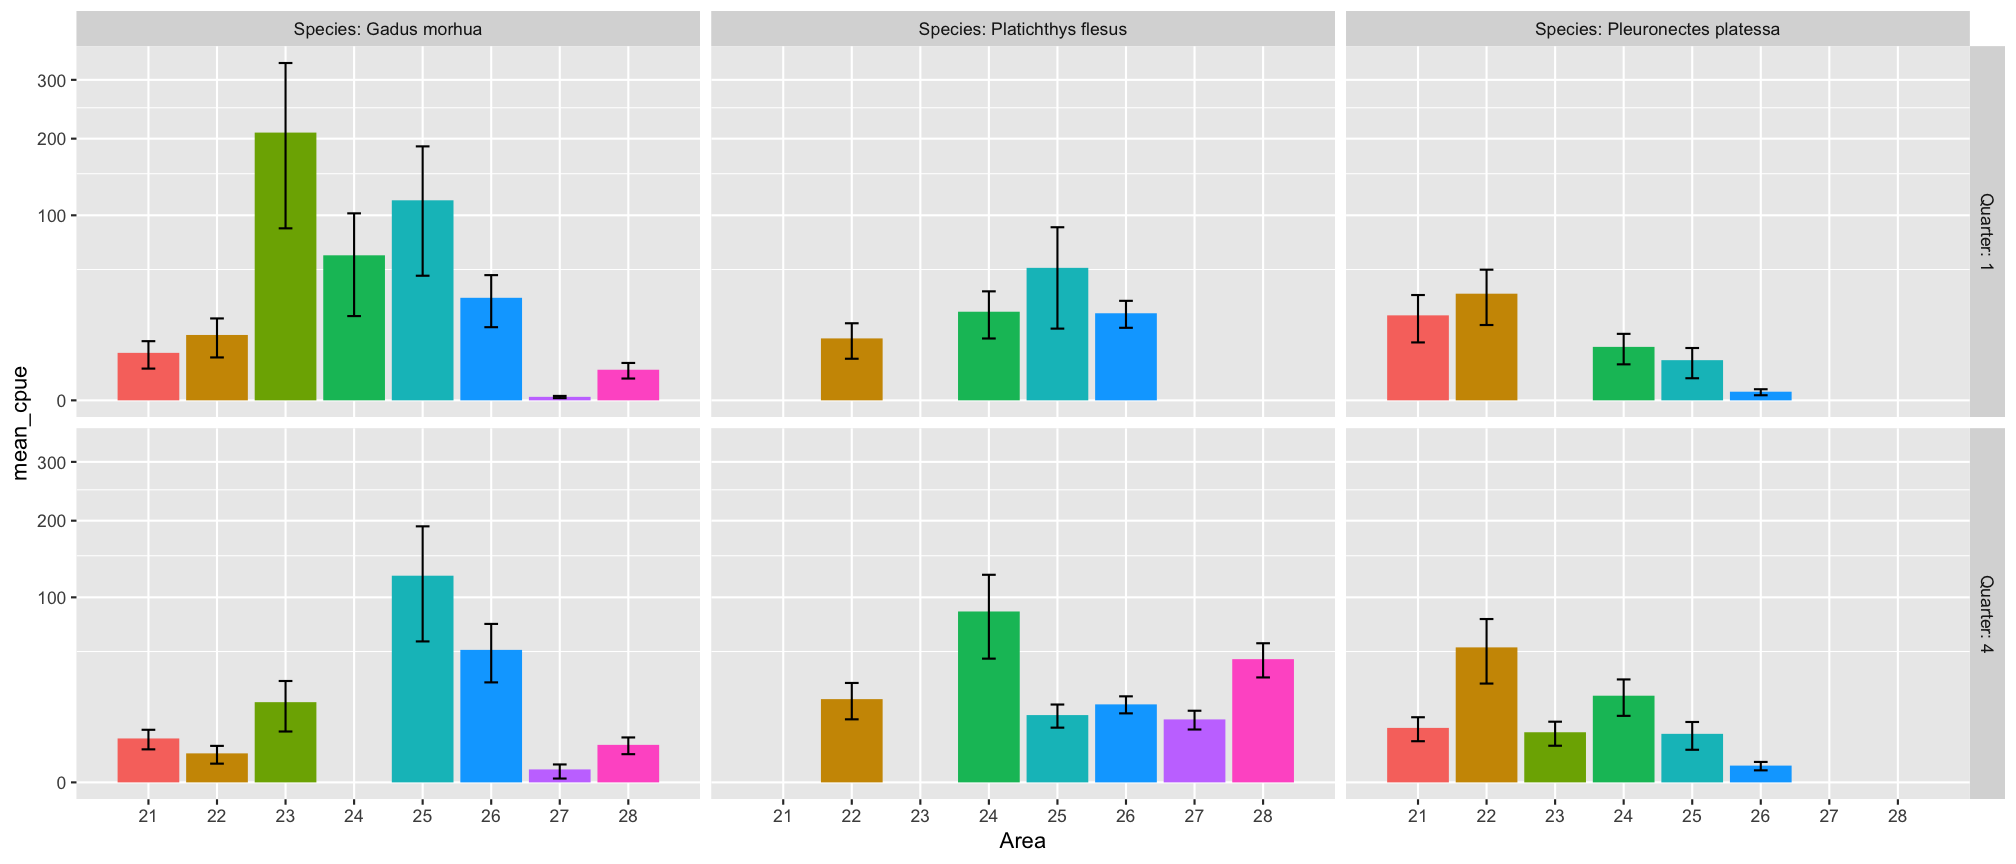 Species: Gadus morhua Species: Platichthys flesus Species: Pleuronectes platessa
300
200
100
0
Quarter: 1
mean_cpue
300
200
100
0
Quarter: 4
21 22 23 24 25 26 27 28 21 22 23 24 25 26 27 28 21 22 23 24 25 26 27 28
Area